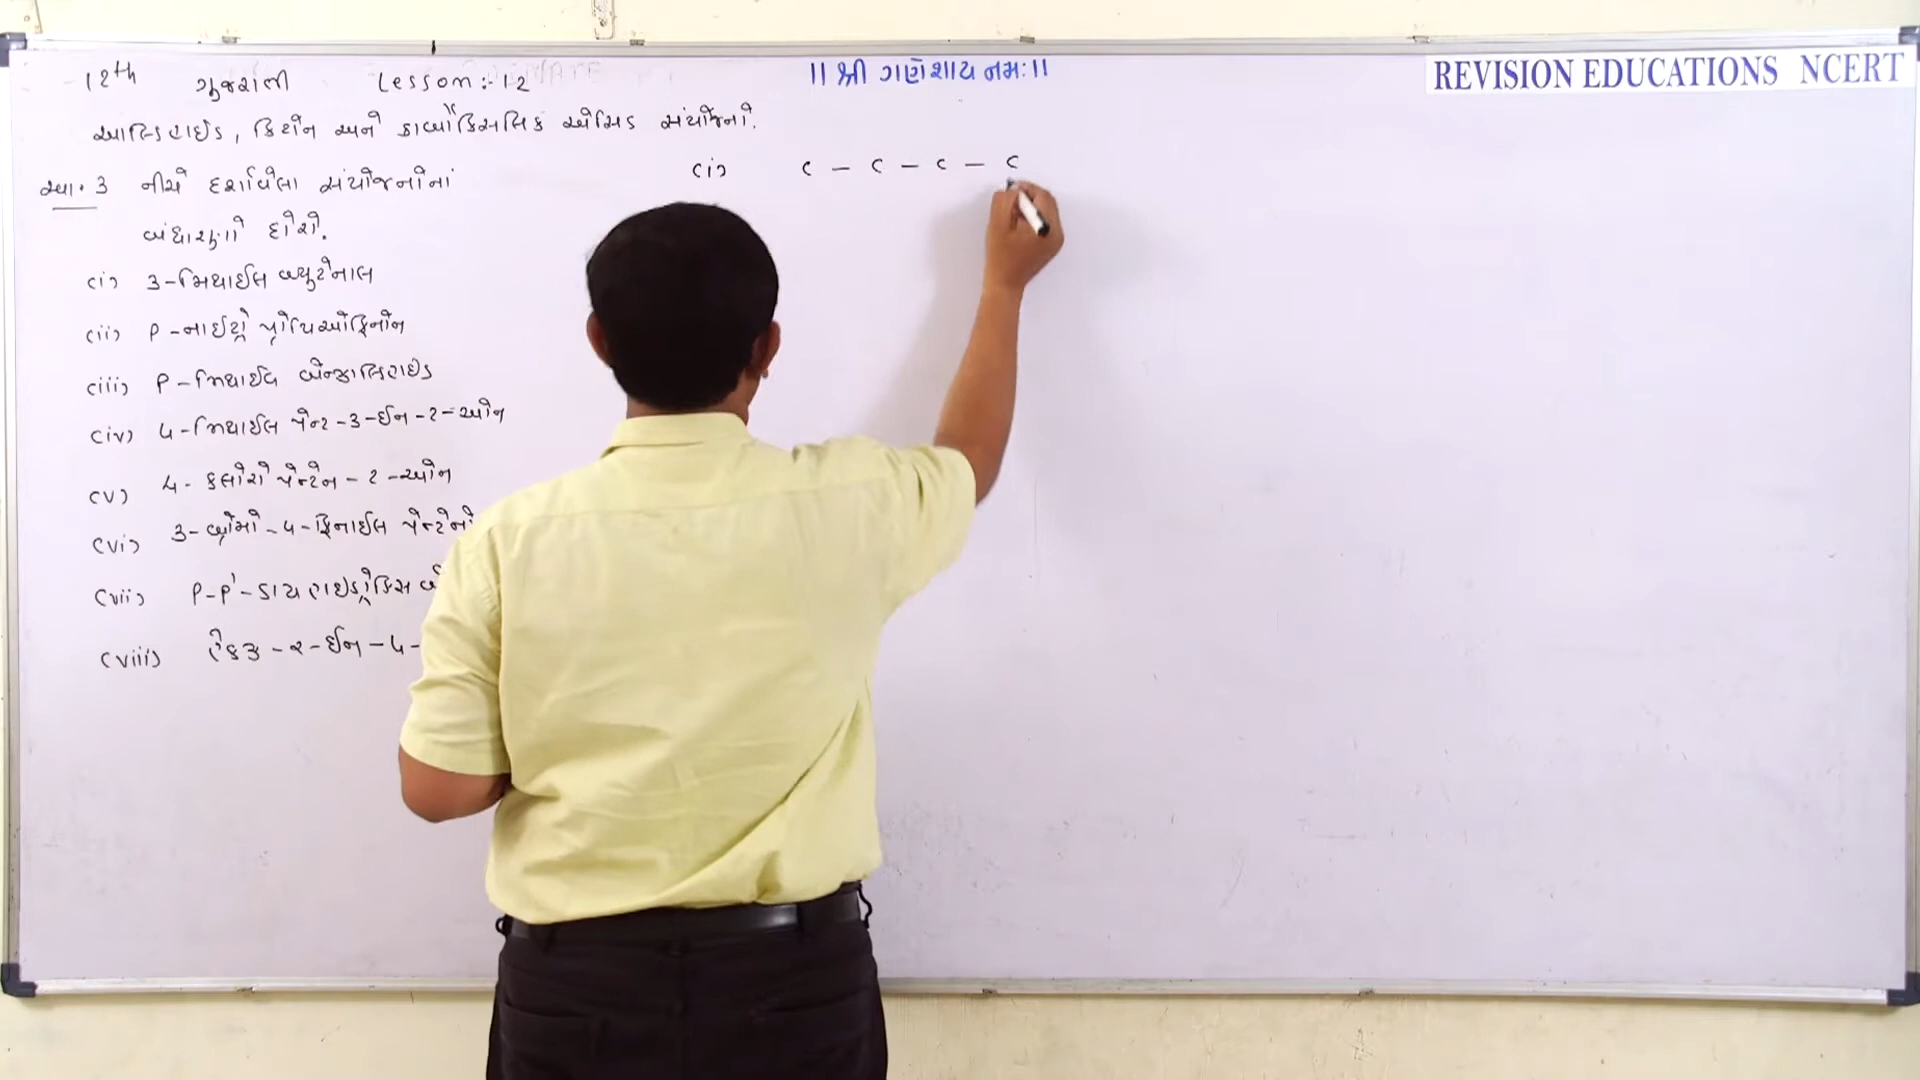 12th ગુજરાતી Lesson:- 12
॥ શ્રી ગણેશાય નમઃ॥
REVISION EDUCATIONS NCERT
આલ્ડિહાઈડ, કિટોન અને કાર્બોક્સિલિક એસિડ સંયોજનો.
સ્વા. 3 નીચે દર્શાવેલા સંયોજનોનાં
બંધારણો દોરો.
(i) 3-મિથાઈલ બ્યુટેનાલ
(ii) P-નાઈટ્રો પ્રોપિઓફિનોન
(iii) P-મિથાઈલ બેન્ઝાલ્ડિહાઈડ
(iv) 4-મિથાઈલ પેન્ટ-3-ઈન-2-ઓન
(v) 4-ક્લોરો પેન્ટેન-2-ઓન
(vi) 3-બ્રોમો-4-ફિનાઈલ પેન્ટેનો
(vii) P-P'-ડાય હાઈડ્રોક્સિ
(viii) હેક્ઝ-2-ઈન-4-
(i) C - C - C - C